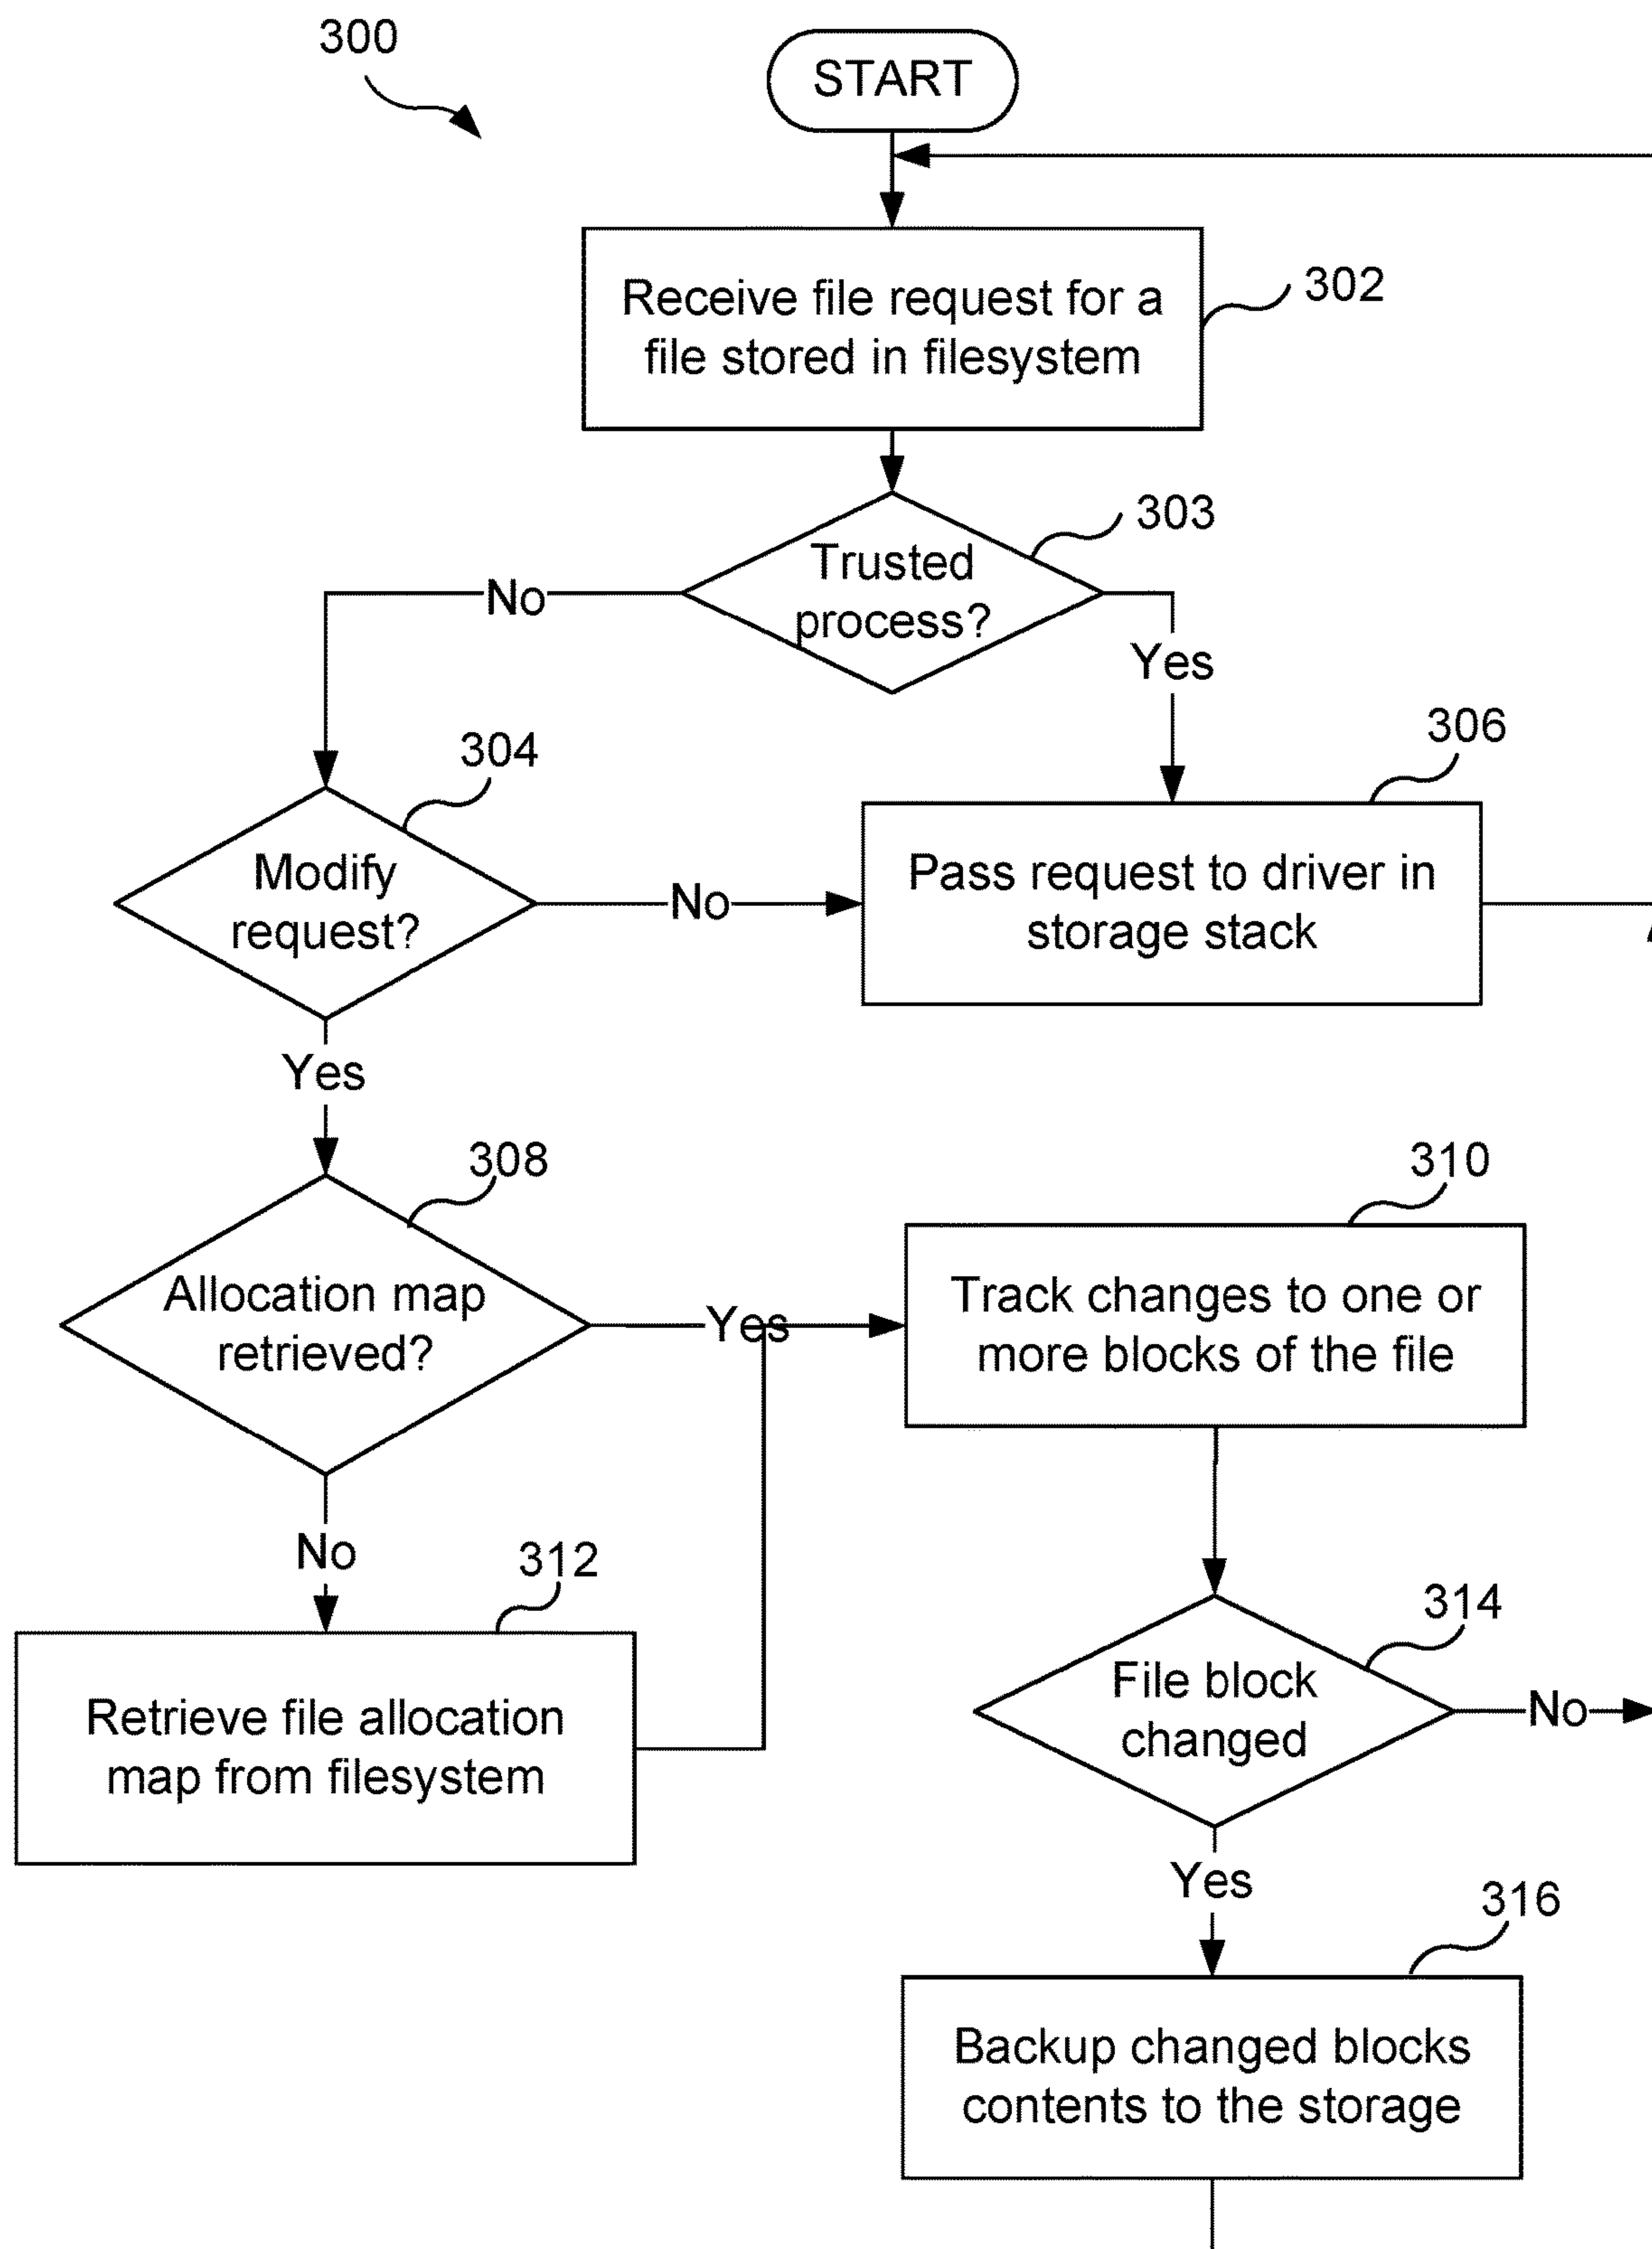 300
START
Receive file request for a
file stored in filesystem
302
Trusted
process?
303
No
Yes
304
306
Modify
request?
No
Pass request to driver in
storage stack
Yes
308
310
Allocation map
retrieved?
Yes
Track changes to one or
more blocks of the file
No
312
314
Retrieve file allocation
map from filesystem
File block
changed
No
Yes
316
Backup changed blocks
contents to the storage